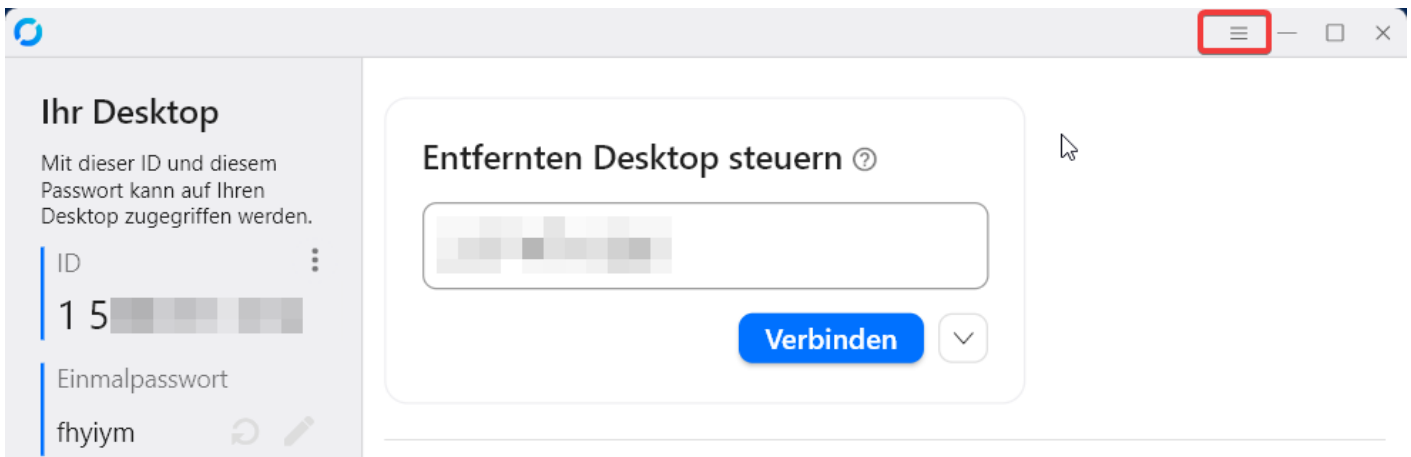 Ihr Desktop
Mit dieser ID und diesem
Passwort kann auf Ihren
Desktop zugegriffen werden.
ID
1 5
Einmalpasswort
fhyiym
Entfernten Desktop steuern
Verbinden